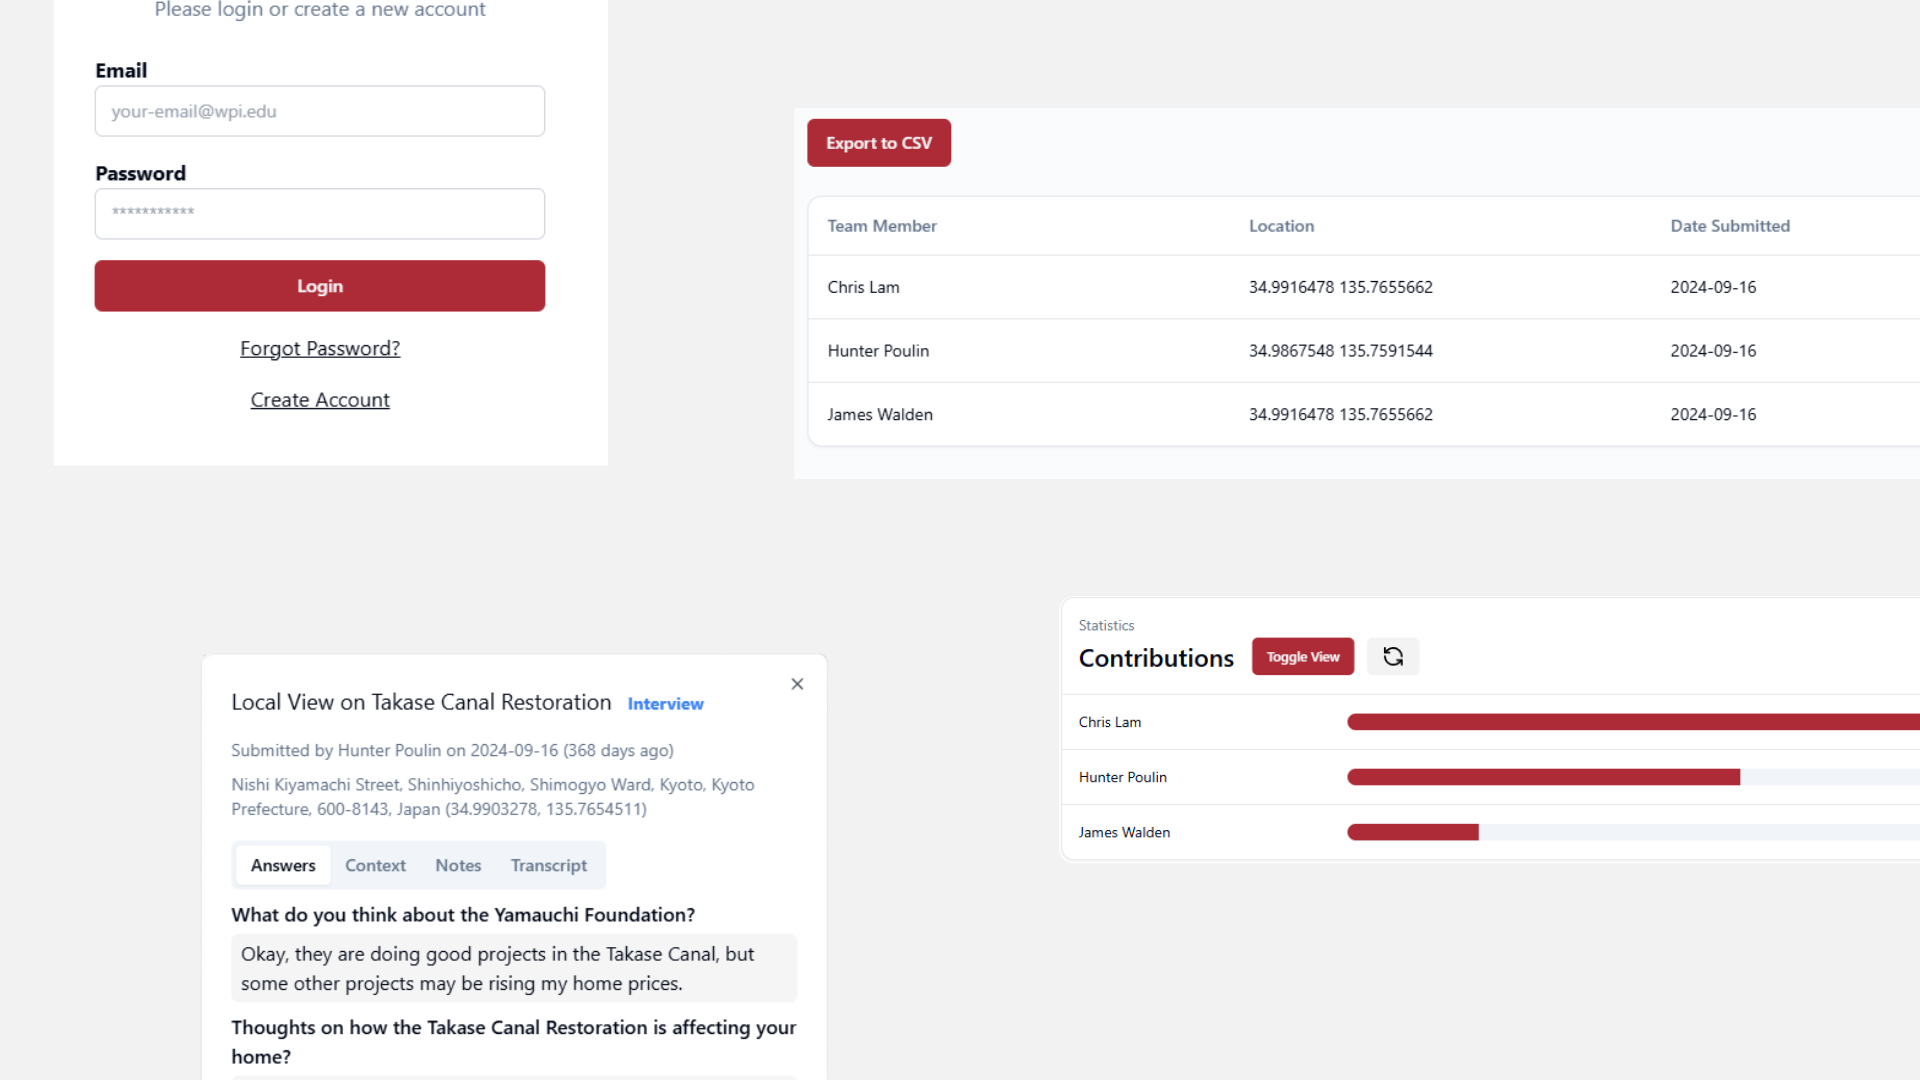 Please login or create a new account
Email
your-email@wpi.edu
Password
***********
Login
Forgot Password?
Create Account
Export to CSV
Team Member Location Date Submitted
Chris Lam 34.9916478 135.7655662 2024-09-16
Hunter Poulin 34.9867548 135.7591544 2024-09-16
James Walden 34.9916478 135.7655662 2024-09-16
Local View on Takase Canal Restoration Interview
Submitted by Hunter Poulin on 2024-09-16 (368 days ago)
Nishi Kiyamachi Street, Shinhiyoshicho, Shimogyo Ward, Kyoto, Kyoto
Prefecture, 600-8143, Japan (34.9903278, 135.7654511)
Answers Context Notes Transcript
What do you think about the Yamauchi Foundation?
Okay, they are doing good projects in the Takase Canal, but
some other projects may be rising my home prices.
Thoughts on how the Takase Canal Restoration is affecting your
home?
Statistics
Contributions Toggle View
Chris Lam
Hunter Poulin
James Walden